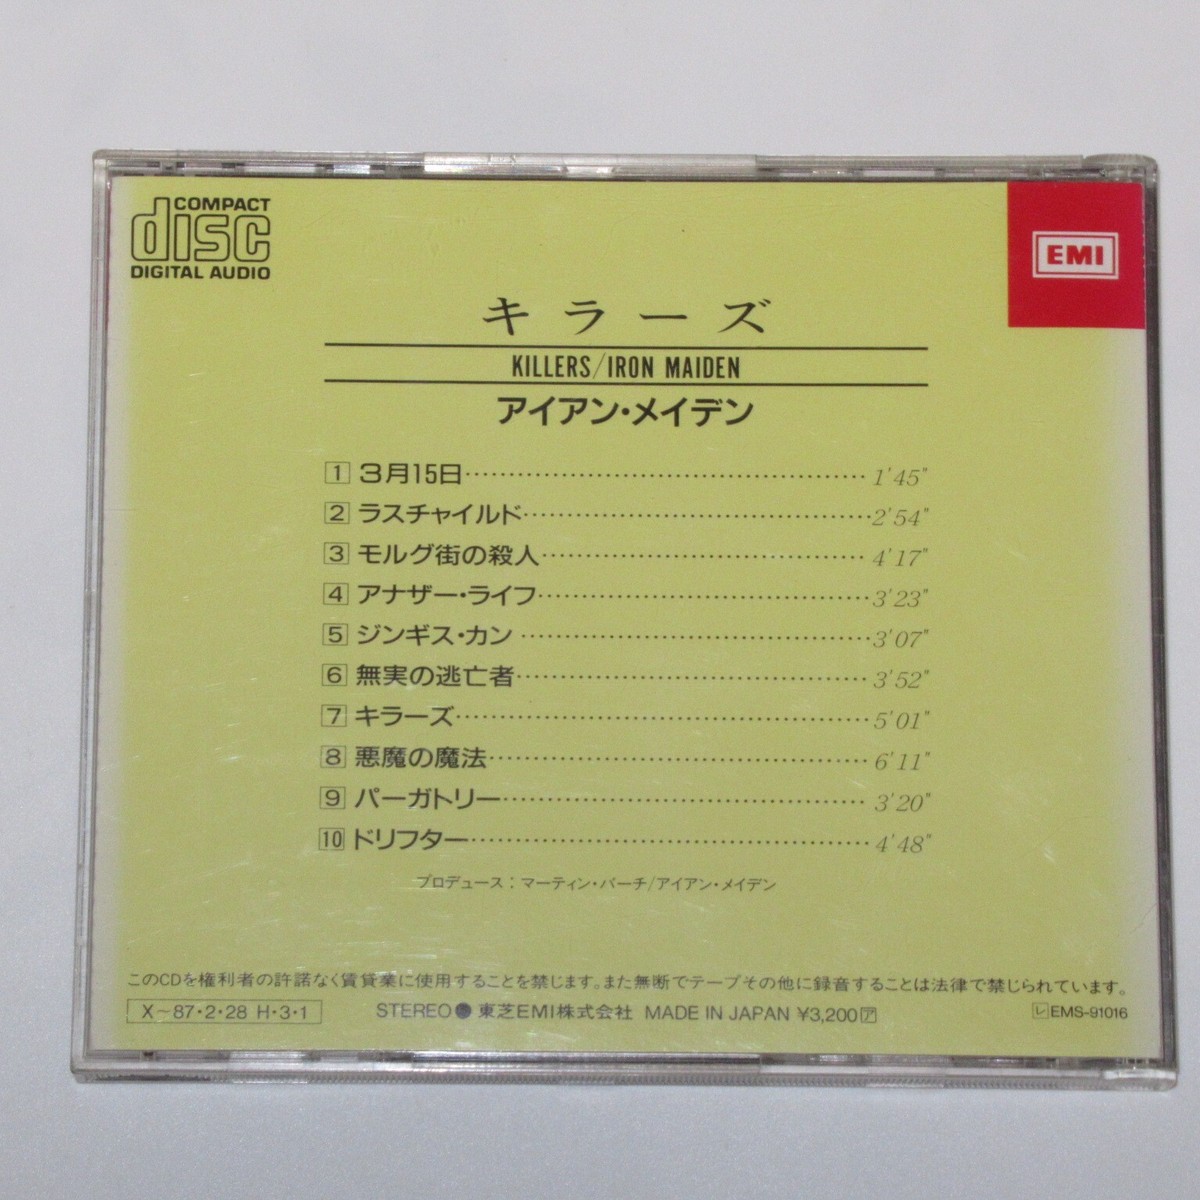 COMPACT
disc
DIGITAL AUDIO
EMI
キラーズ
KILLERS/IRON MAIDEN
アイアン・メイデン
1 3月15日 1'45"
2 ラスチャイルド 2'54"
3 モルグ街の殺人 4'17"
4 アナザー・ライフ 3'23"
5 ジンギス・カン 3'07"
6 無実の逃亡者 3'52"
7 キラーズ 5'01"
8 悪魔の魔法 6'11"
9 パーガトリー 3'20"
10 ドリフター 4'48"
プロデュース：マーティン・バーチ/アイアン・メイデン
このCDを権利者の許諾なく賃貸業に使用することを禁じます。また無断でテープその他に録音することは法律で禁じられています。
X〜87・2・28 H・3・1 STEREO● 東芝EMI株式会社 MADE IN JAPAN ¥3,200ア レEMS-91016